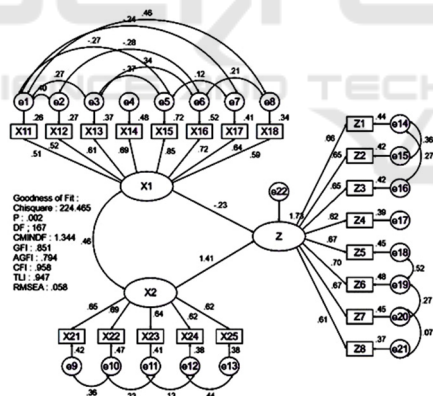 .46
-.24
-.27 -.28 -.34 .12 .21
.40 .27 .27 -.37
e1 e2 e3 e4 e5 e6 e7 e8
.26 .27 .37 .48 .72 .52 .41 .34
X11 X12 X13 X14 X15 X16 X17 X18
.51 .52 .61 .69 .85 .72 .64 .59
X1
Z1 .44 e14
.36
Z2 .42 e15
.27
Z3 .42 e16
Z4 .39 e17
Z5 .45 e18
.52
Z6 .48 e19
.27
Z7 .45 e20
.07
Z8 .37 e21
.66 .65 .65 .62 .67 .70 .67 .61
e22
1.73
Z
-.23
1.41
.46
Goodness of Fit :
Chisquare : 224.465
P : .002
DF ; 167
CMINDF : 1.344
GFI : .851
AGFI : .794
CFI : .958
TLI : .947
RMSEA : .058
X2
.65 .69 .64 .62 .62
X21 X22 X23 X24 X25
.42 .47 .41 .38 .38
e9 e10 e11 e12 e13
.36 .13 .44